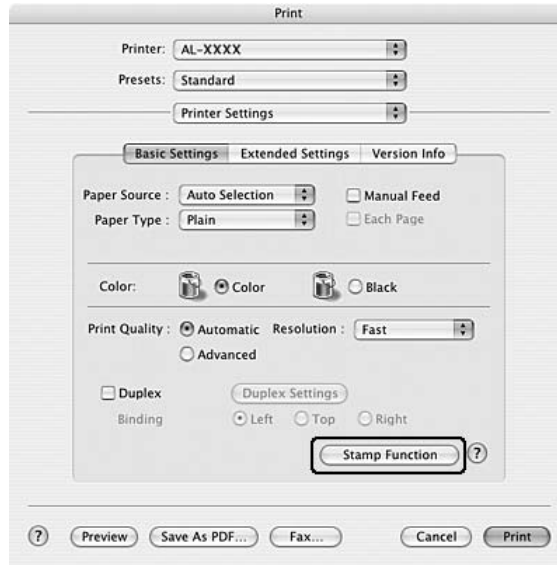 Print
Printer: AL-XXXX
Presets: Standard
Printer Settings
Basic Settings Extended Settings Version Info
Paper Source : Auto Selection Manual Feed
Paper Type : Plain Each Page
Color: Color Black
Print Quality : Automatic Resolution : Fast
Advanced
Duplex Duplex Settings
Binding Left Top Right
Stamp Function ?
? Preview Save As PDF... Fax... Cancel Print